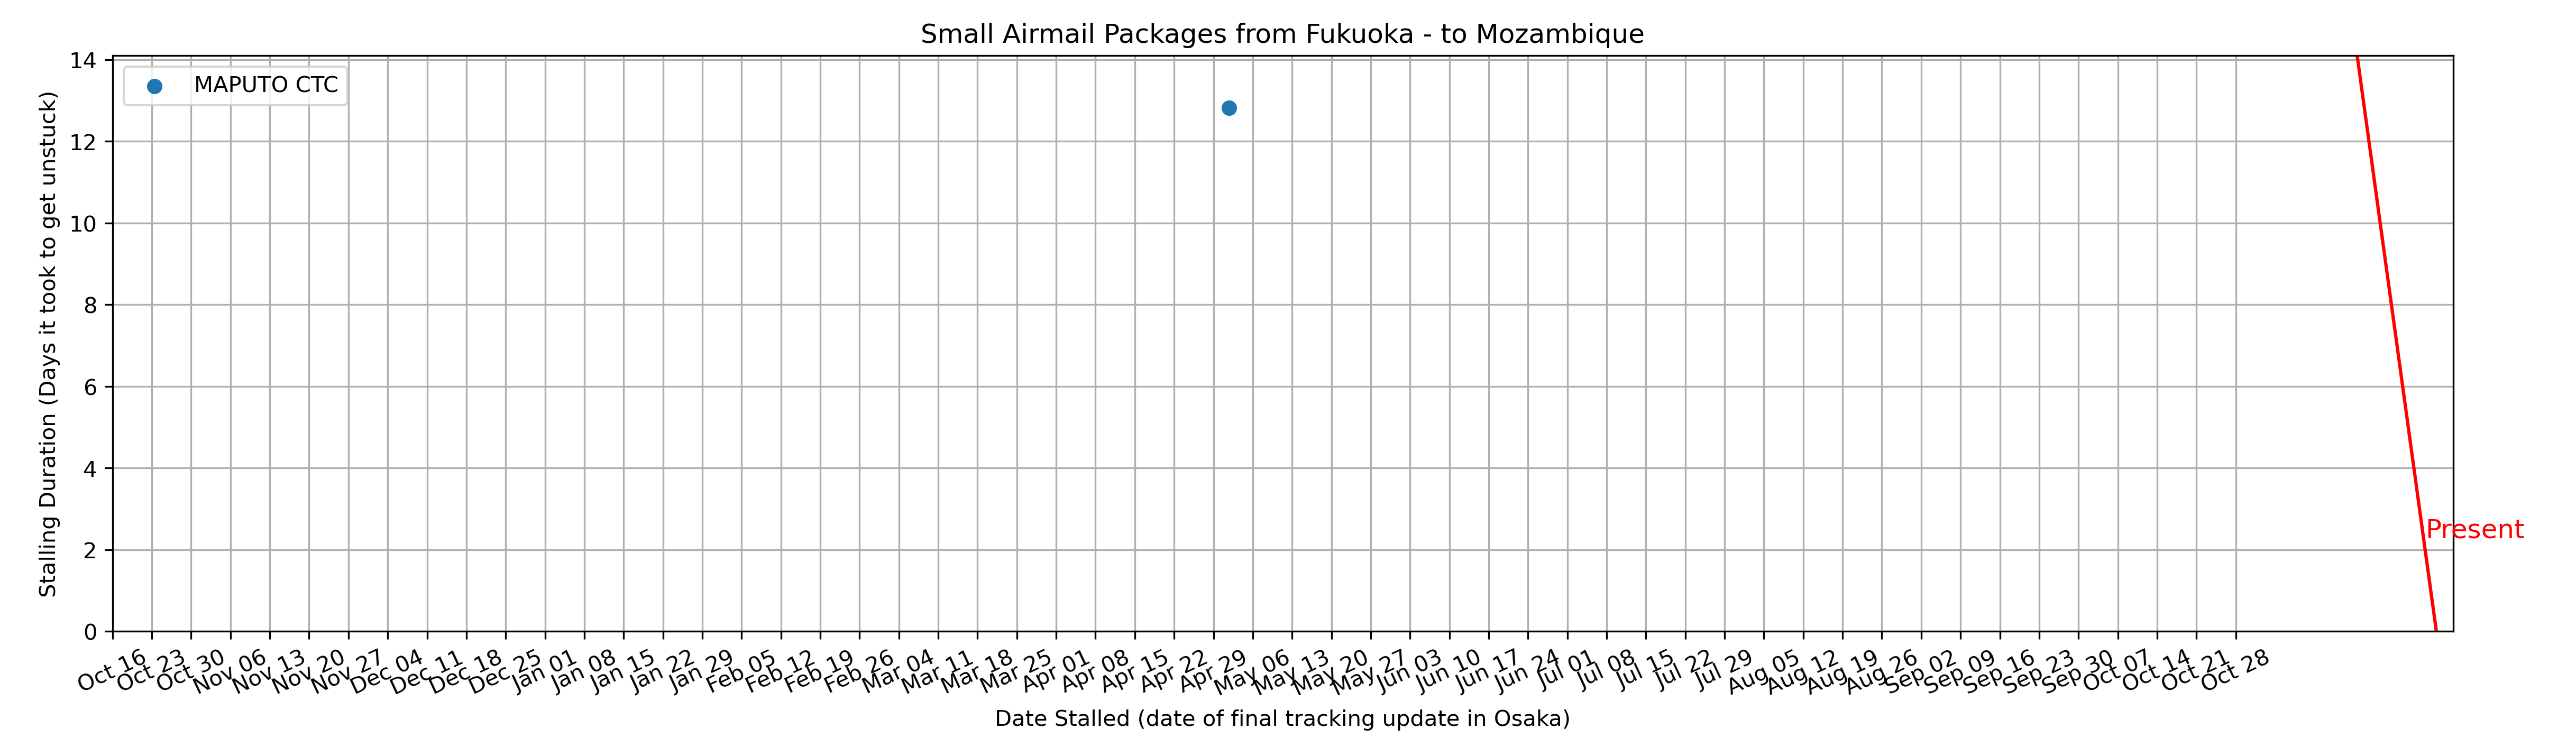 Small Airmail Packages from Fukuoka - to Mozambique
MAPUTO CTC
Stalling Duration (Days it took to get unstuck)
14
12
10
8
6
4
2
0
Present
Oct 16
Oct 23
Oct 30
Nov 06
Nov 13
Nov 20
Nov 27
Dec 04
Dec 11
Dec 18
Dec 25
Jan 01
Jan 08
Jan 15
Jan 22
Jan 29
Feb 05
Feb 12
Feb 19
Feb 26
Mar 04
Mar 11
Mar 18
Mar 25
Apr 01
Apr 08
Apr 15
Apr 22
Apr 29
May 06
May 13
May 20
May 27
Jun 03
Jun 10
Jun 17
Jun 24
Jul 01
Jul 08
Jul 15
Jul 22
Jul 29
Aug 05
Aug 12
Aug 19
Aug 26
Sep 02
Sep 09
Sep 16
Sep 23
Sep 30
Oct 07
Oct 14
Oct 21
Oct 28
Date Stalled (date of final tracking update in Osaka)